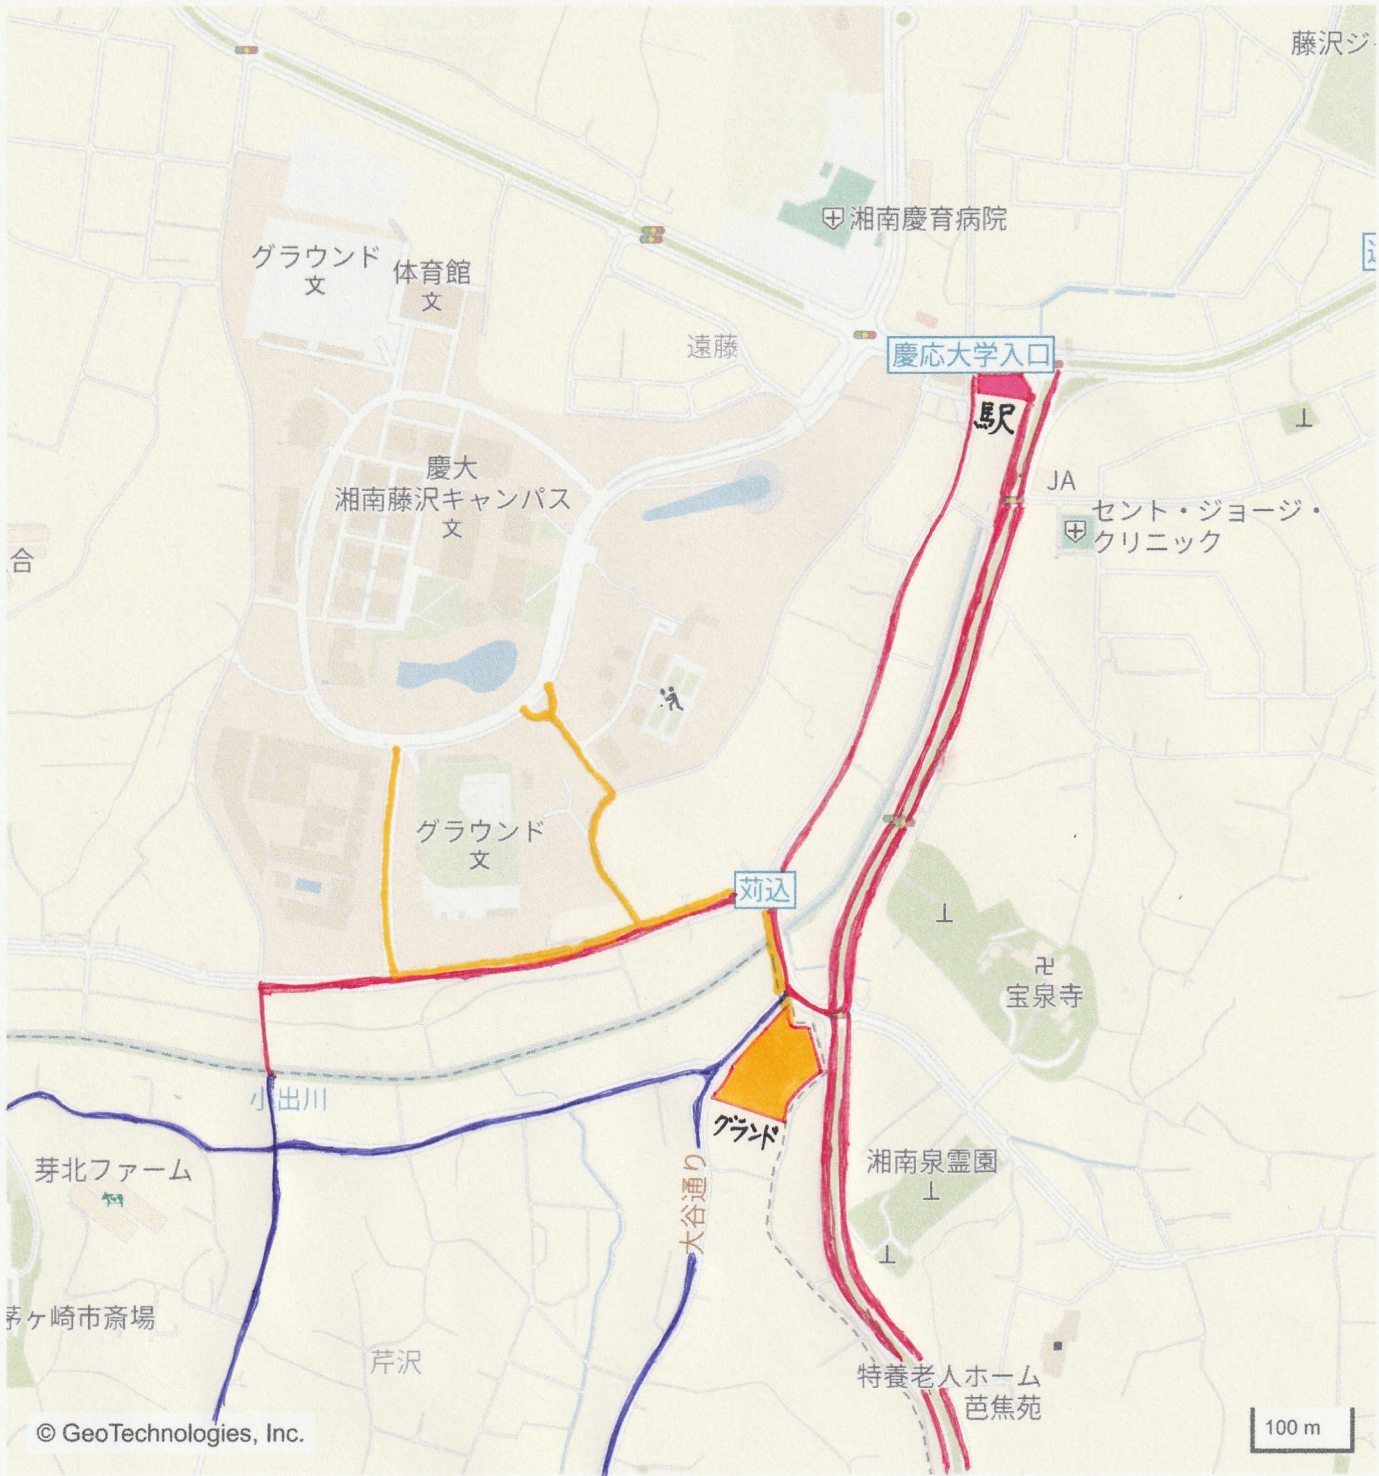 藤沢ジ
湘南慶育病院
グラウンド
文
体育館
文
遠藤
慶応大学入口
駅
JA
慶大
湘南藤沢キャンパス
文
セント・ジョージ・
クリニック
合
グラウンド
文
苅込
卍
宝泉寺
小出川
グランド
芽北ファーム
大谷通り
湘南泉霊園
茅ヶ崎市斎場
芹沢
特養老人ホーム
芭蕉苑
© GeoTechnologies, Inc.
100 m